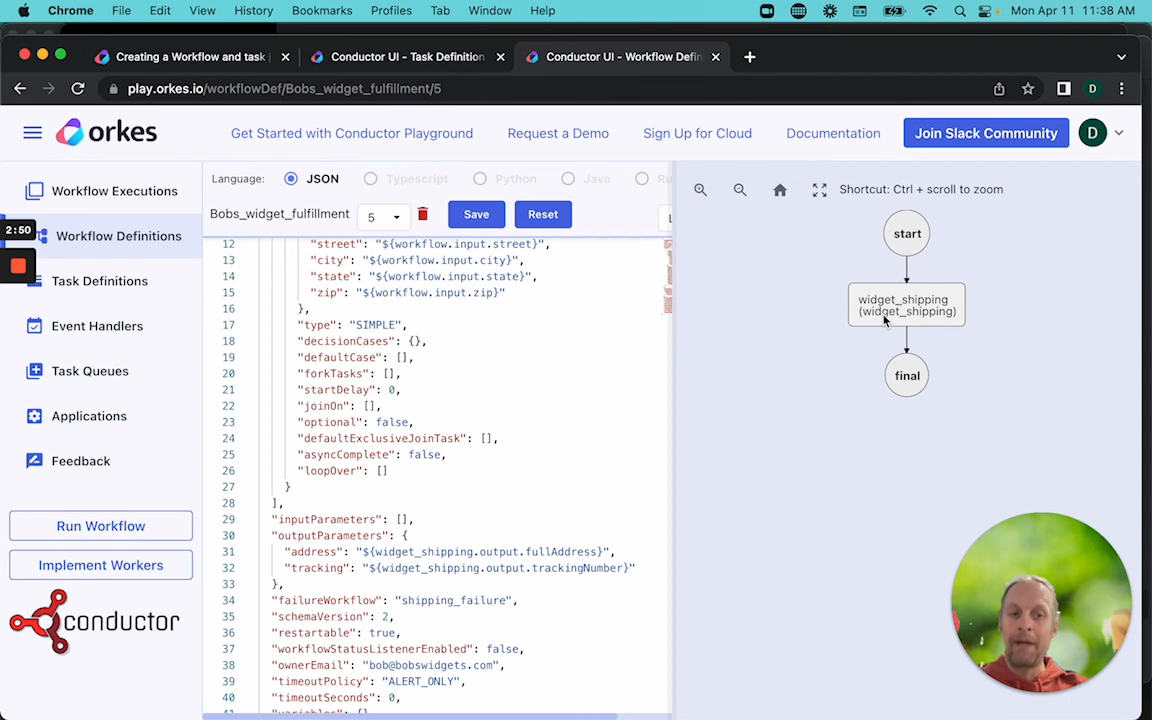 Chrome File Edit View History Bookmarks Profiles Tab Window Help Mon Apr 11 11:38 AM
Creating a Workflow and task
Conductor UI - Task Definition
Conductor UI - Workflow Defin
play.orkes.io/workflowDef/Bobs_widget_fulfillment/5
D
orkes
Get Started with Conductor Playground
Request a Demo
Sign Up for Cloud
Documentation
Join Slack Community
D
Workflow Executions
2:50
Workflow Definitions
Task Definitions
Event Handlers
Task Queues
Applications
Feedback
Run Workflow
Implement Workers
conductor
Language: JSON Typescript Python Java Ru
Bobs_widget_fulfillment 5 Save Reset L
12 "street": "${workflow.input.street}",
13 "city": "${workflow.input.city}",
14 "state": "${workflow.input.state}",
15 "zip": "${workflow.input.zip}"
16 },
17 "type": "SIMPLE",
18 "decisionCases": {},
19 "defaultCase": [],
20 "forkTasks": [],
21 "startDelay": 0,
22 "joinOn": [],
23 "optional": false,
24 "defaultExclusiveJoinTask": [],
25 "asyncComplete": false,
26 "loopOver": []
27 }
28 ],
29 "inputParameters": [],
30 "outputParameters": {
31 "address": "${widget_shipping.output.fullAddress}",
32 "tracking": "${widget_shipping.output.trackingNumber}"
33 },
34 "failureWorkflow": "shipping_failure",
35 "schemaVersion": 2,
36 "restartable": true,
37 "workflowStatusListenerEnabled": false,
38 "ownerEmail": "bob@bobswidgets.com",
39 "timeoutPolicy": "ALERT_ONLY",
40 "timeoutSeconds": 0,
41 "variables": {}
Shortcut: Ctrl + scroll to zoom
start
widget_shipping
(widget_shipping)
final